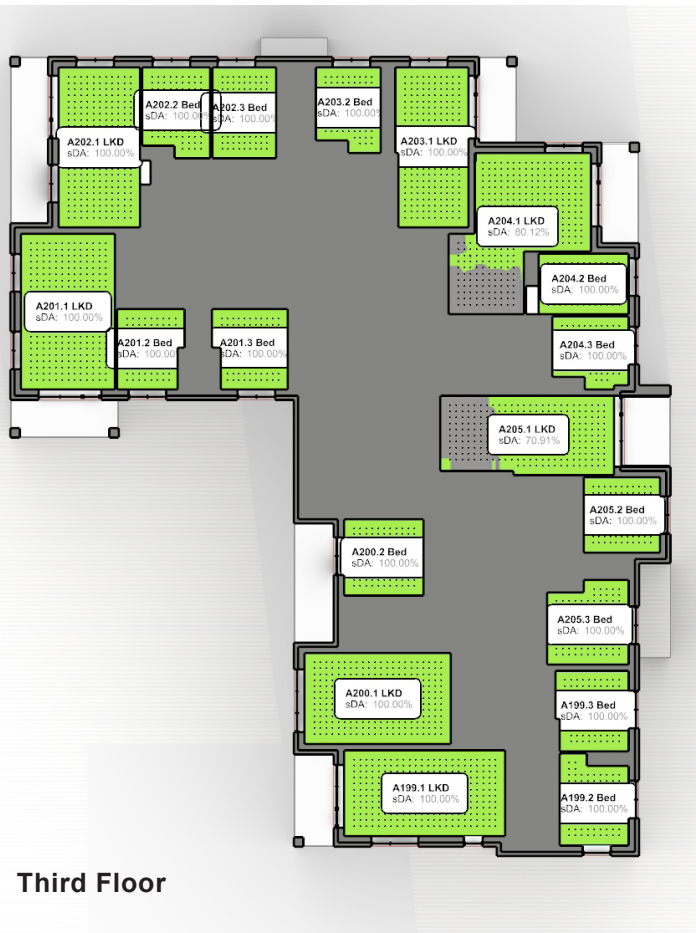 A202.1 LKD
sDA: 100.00%
A202.2 Bed
sDA: 100.00%
A202.3 Bed
sDA: 100.00%
A203.2 Bed
sDA: 100.00%
A203.1 LKD
sDA: 100.00%
A204.1 LKD
sDA: 80.12%
A204.2 Bed
sDA: 100.00%
A201.1 LKD
sDA: 100.00%
A201.2 Bed
sDA: 100.00
A201.3 Bed
sDA: 100.00%
A204.3 Bed
sDA: 100.00%
A205.1 LKD
sDA: 70.91%
A205.2 Bed
sDA: 100.00%
A200.2 Bed
sDA: 100.00%
A205.3 Bed
sDA: 100.00%
A200.1 LKD
sDA: 100.00%
A199.3 Bed
sDA: 100.00%
A199.1 LKD
sDA: 100.00%
A199.2 Bed
sDA: 100.00%
Third Floor